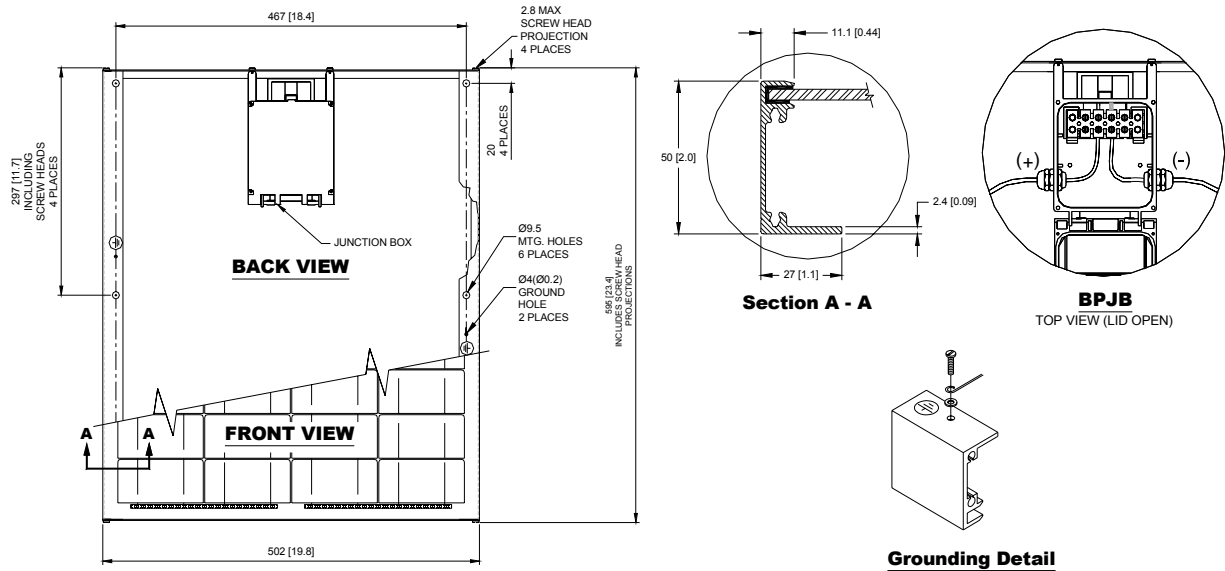 467 [18.4]
2.8 MAX
SCREW HEAD
PROJECTION
4 PLACES
297 [11.7]
INCLUDING
SCREW HEADS
4 PLACES
20
4 PLACES
JUNCTION BOX
BACK VIEW
Ø9.5
MTG. HOLES
6 PLACES
Ø4(Ø0.2)
GROUND
HOLE
2 PLACES
595 [23.4]
INCLUDES SCREW HEAD
PROJECTIONS
A A
FRONT VIEW
502 [19.8]
11.1 [0.44]
50 [2.0]
2.4 [0.09]
27 [1.1]
Section A - A
(+) (-)
BPJB
TOP VIEW (LID OPEN)
Grounding Detail